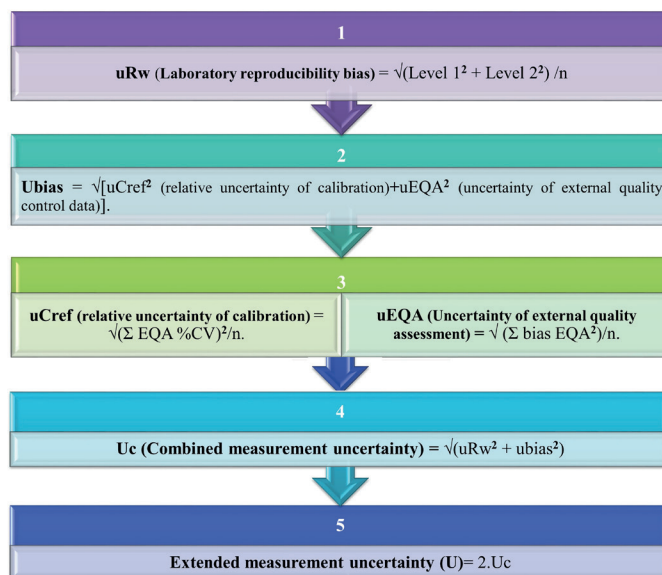 1
uRw (Laboratory reproducibility bias) = √(Level 1² + Level 2²) /n
2
Ubias = √[uCref² (relative uncertainty of calibration)+uEQA² (uncertainty of external quality
control data)].
3
uCref (relative uncertainty of calibration) =
√(Σ EQA %CV)²/n.
uEQA (Uncertainty of external quality
assessment) = √ (Σ bias EQA²)/n.
4
Uc (Combined measurement uncertainty) = √(uRw² + ubias²)
5
Extended measurement uncertainty (U)= 2.Uc